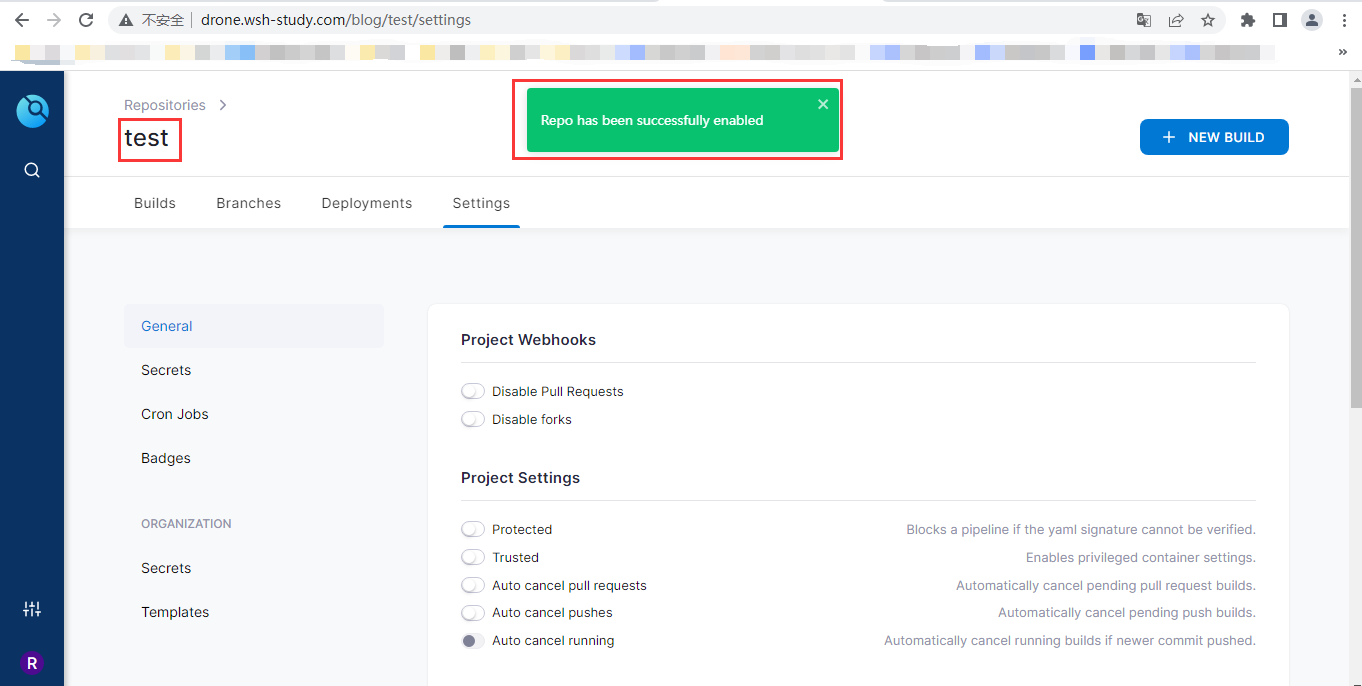 不安全 drone.wsh-study.com/blog/test/settings
»
Repositories
test
Repo has been successfully enabled
NEW BUILD
Builds
Branches
Deployments
Settings
General
Secrets
Cron Jobs
Badges
ORGANIZATION
Secrets
Templates
R
Project Webhooks
Disable Pull Requests
Disable forks
Project Settings
Protected Blocks a pipeline if the yaml signature cannot be verified.
Trusted Enables privileged container settings.
Auto cancel pull requests Automatically cancel pending pull request builds.
Auto cancel pushes Automatically cancel pending push builds.
Auto cancel running Automatically cancel running builds if newer commit pushed.